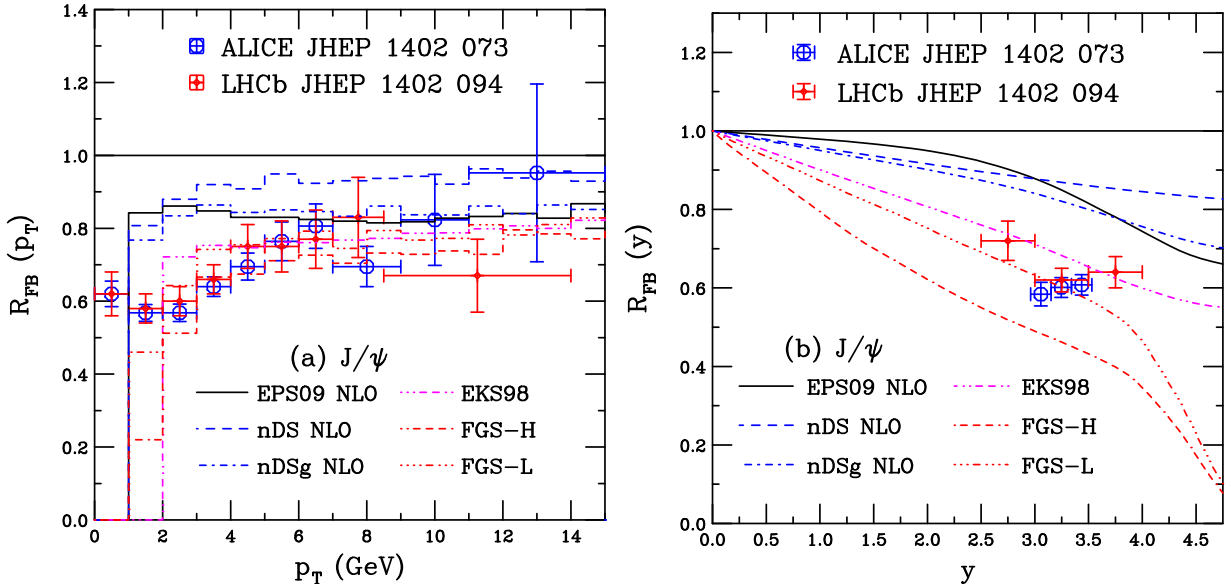 1.4
1.2
1.0
0.8
0.6
0.4
0.2
0.0
R_FB (p_T)
ALICE JHEP 1402 073
LHCb JHEP 1402 094
(a) J/ψ
EPS09 NLO
nDS NLO
nDSg NLO
EKS98
FGS-H
FGS-L
0 2 4 6 8 10 12 14
p_T (GeV)
1.2
1.0
0.8
0.6
0.4
0.2
0.0
R_FB (y)
ALICE JHEP 1402 073
LHCb JHEP 1402 094
(b) J/ψ
EPS09 NLO
nDS NLO
nDSg NLO
EKS98
FGS-H
FGS-L
0.0 0.5 1.0 1.5 2.0 2.5 3.0 3.5 4.0 4.5
y